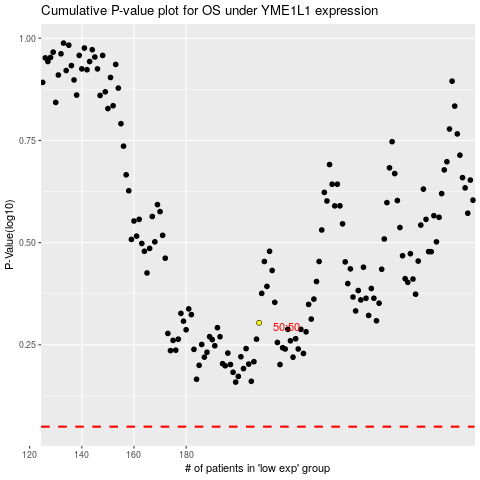 Cumulative P-value plot for OS under YME1L1 expression
P-Value(log10)
1.00
0.75
0.50
0.25
50:50
120 140 160 180
# of patients in 'low exp' group